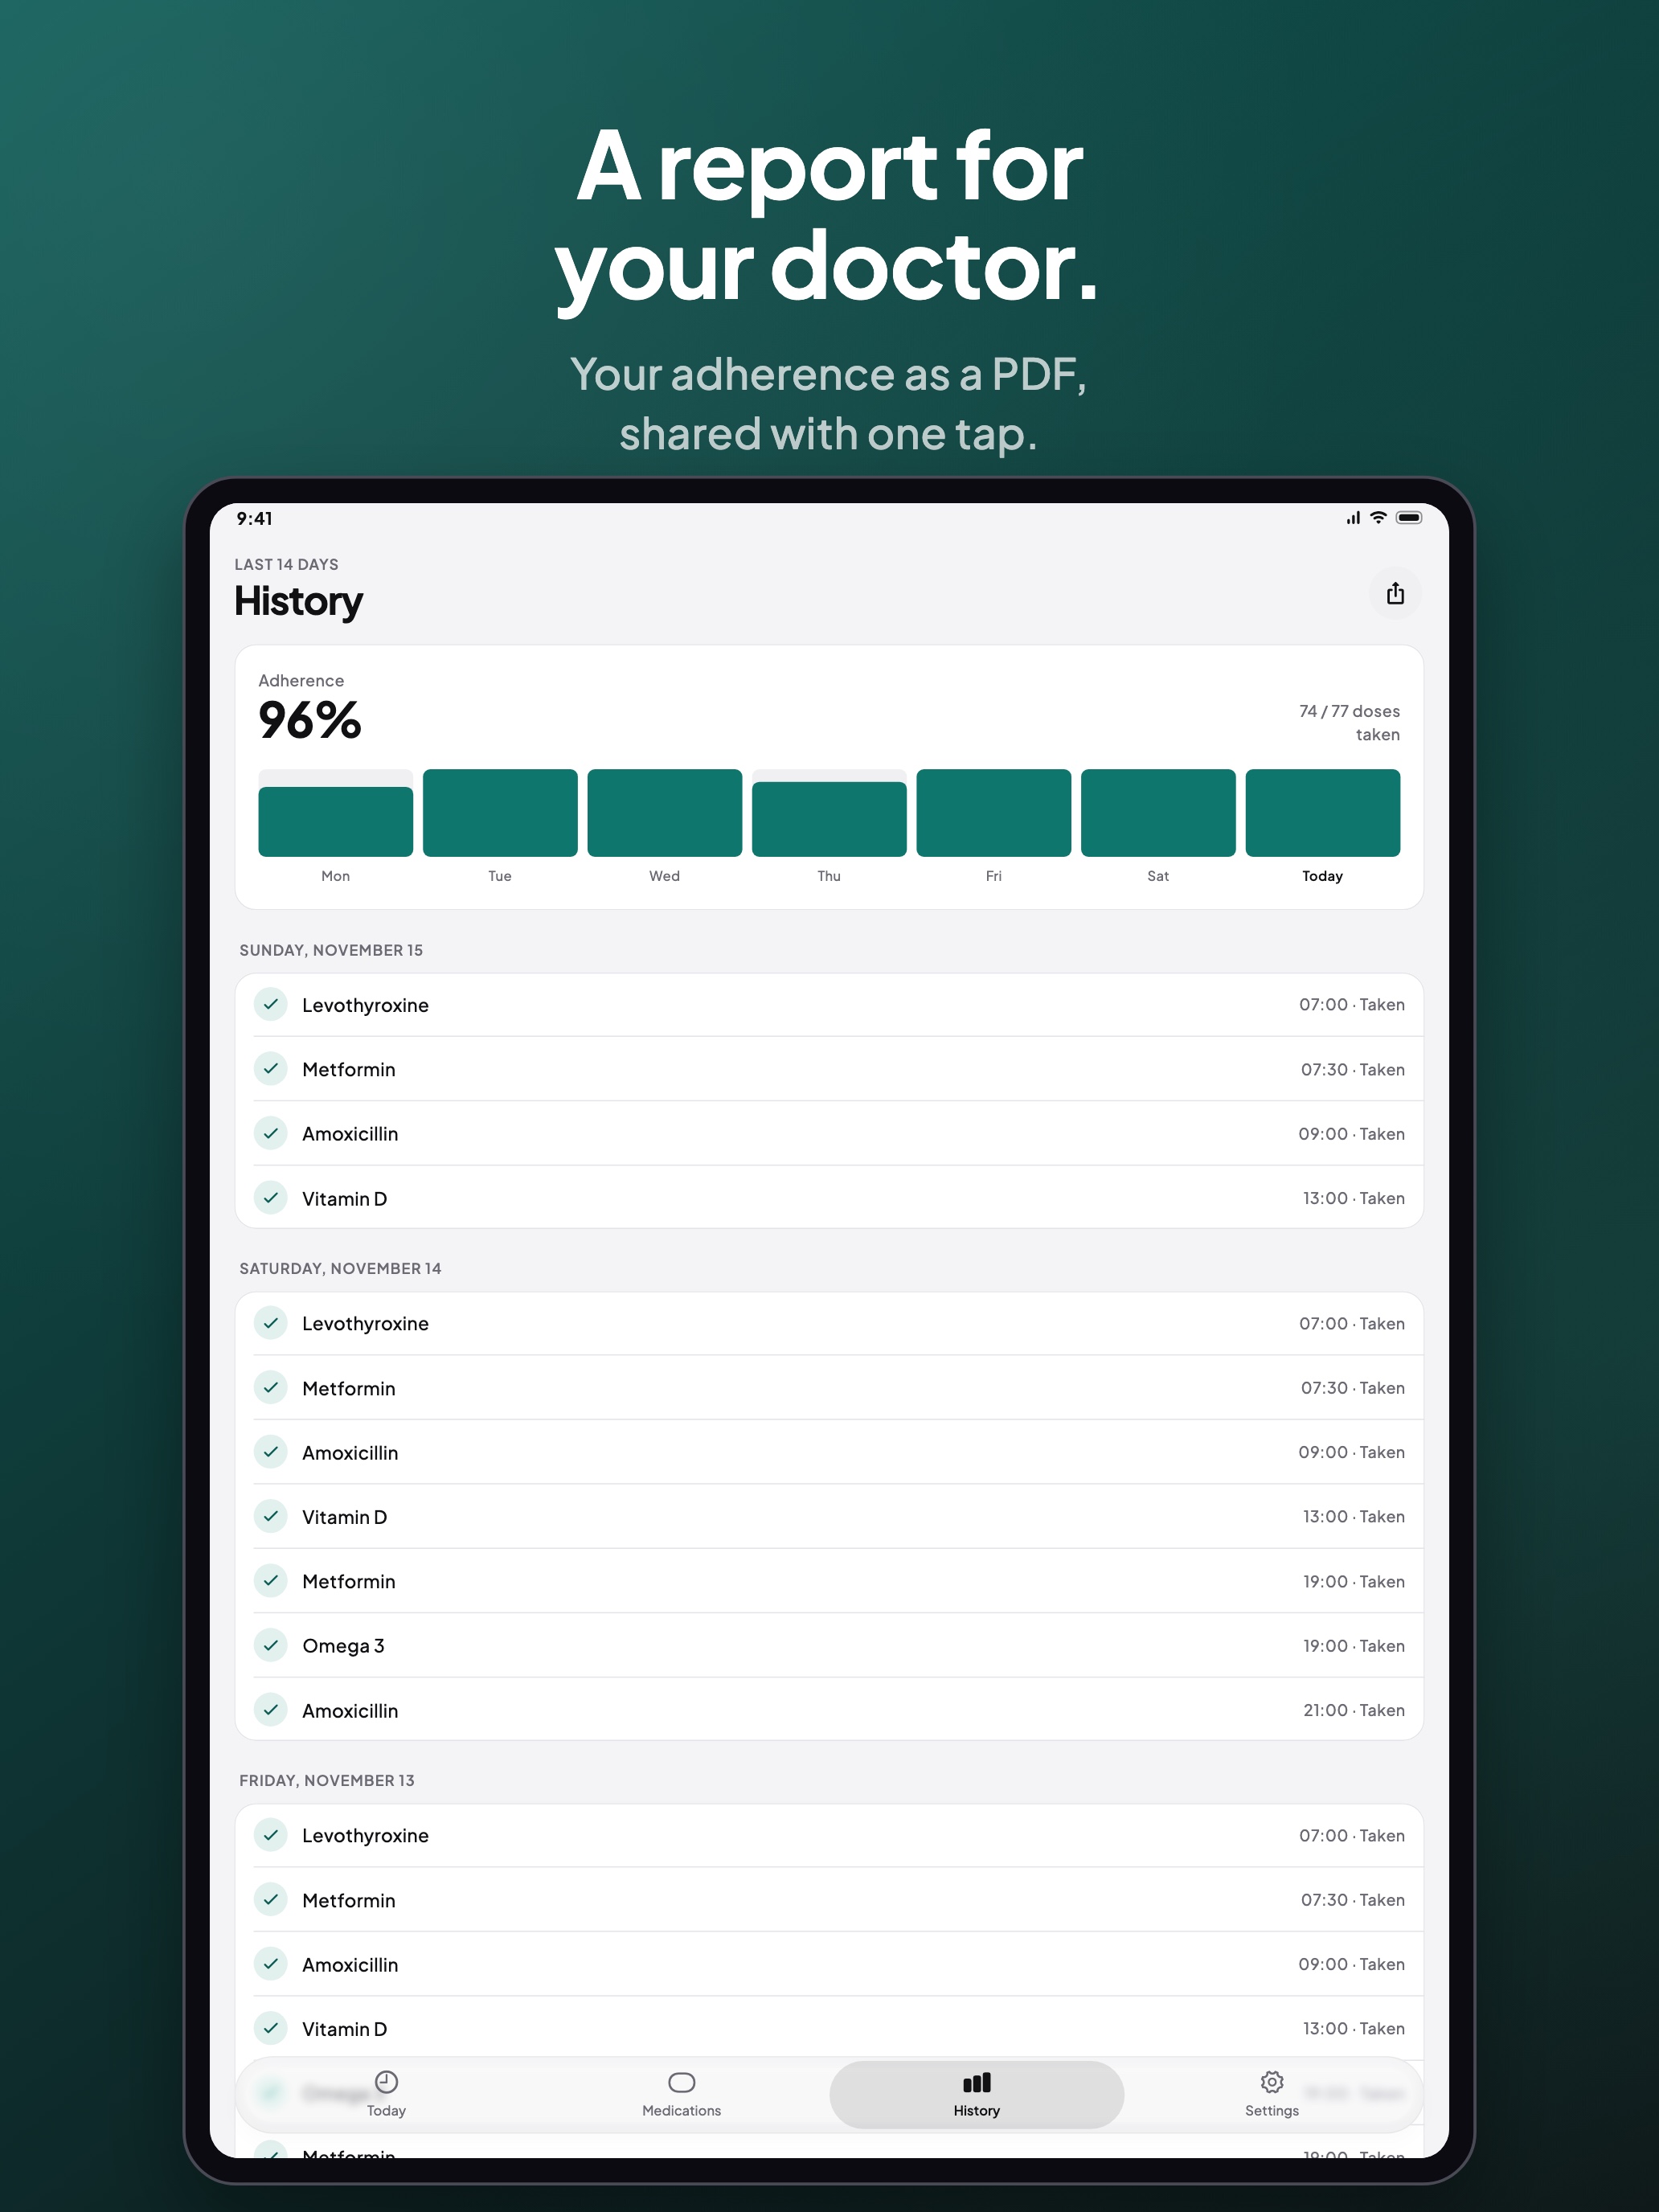 A report for
your doctor.
Your adherence as a PDF,
shared with one tap.
9:41
LAST 14 DAYS
History
Adherence
96%
74 / 77 doses
taken
Mon Tue Wed Thu Fri Sat Today
SUNDAY, NOVEMBER 15
Levothyroxine 07:00 · Taken
Metformin 07:30 · Taken
Amoxicillin 09:00 · Taken
Vitamin D 13:00 · Taken
SATURDAY, NOVEMBER 14
Levothyroxine 07:00 · Taken
Metformin 07:30 · Taken
Amoxicillin 09:00 · Taken
Vitamin D 13:00 · Taken
Metformin 19:00 · Taken
Omega 3 19:00 · Taken
Amoxicillin 21:00 · Taken
FRIDAY, NOVEMBER 13
Levothyroxine 07:00 · Taken
Metformin 07:30 · Taken
Amoxicillin 09:00 · Taken
Vitamin D 13:00 · Taken
Omega
Today Medications History Settings
Metformin 19:00 · Taken